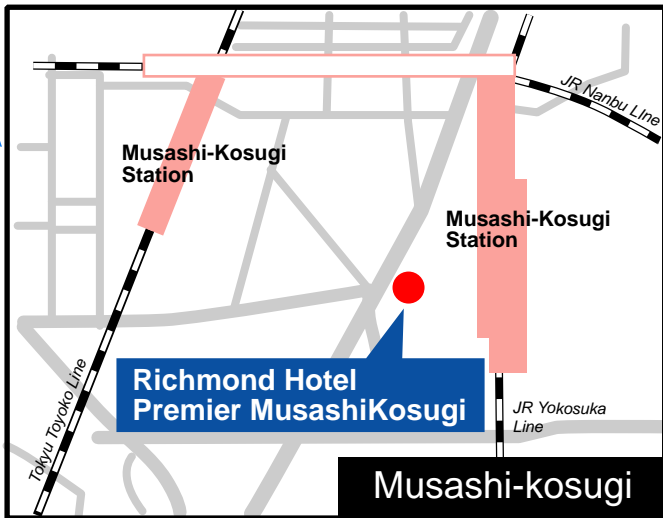 JR Nanbu LIne
Musashi-Kosugi
Station
Musashi-Kosugi
Station
Richmond Hotel
Premier MusashiKosugi
Tokyu Toyoko Line
JR Yokosuka
Line
Musashi-kosugi